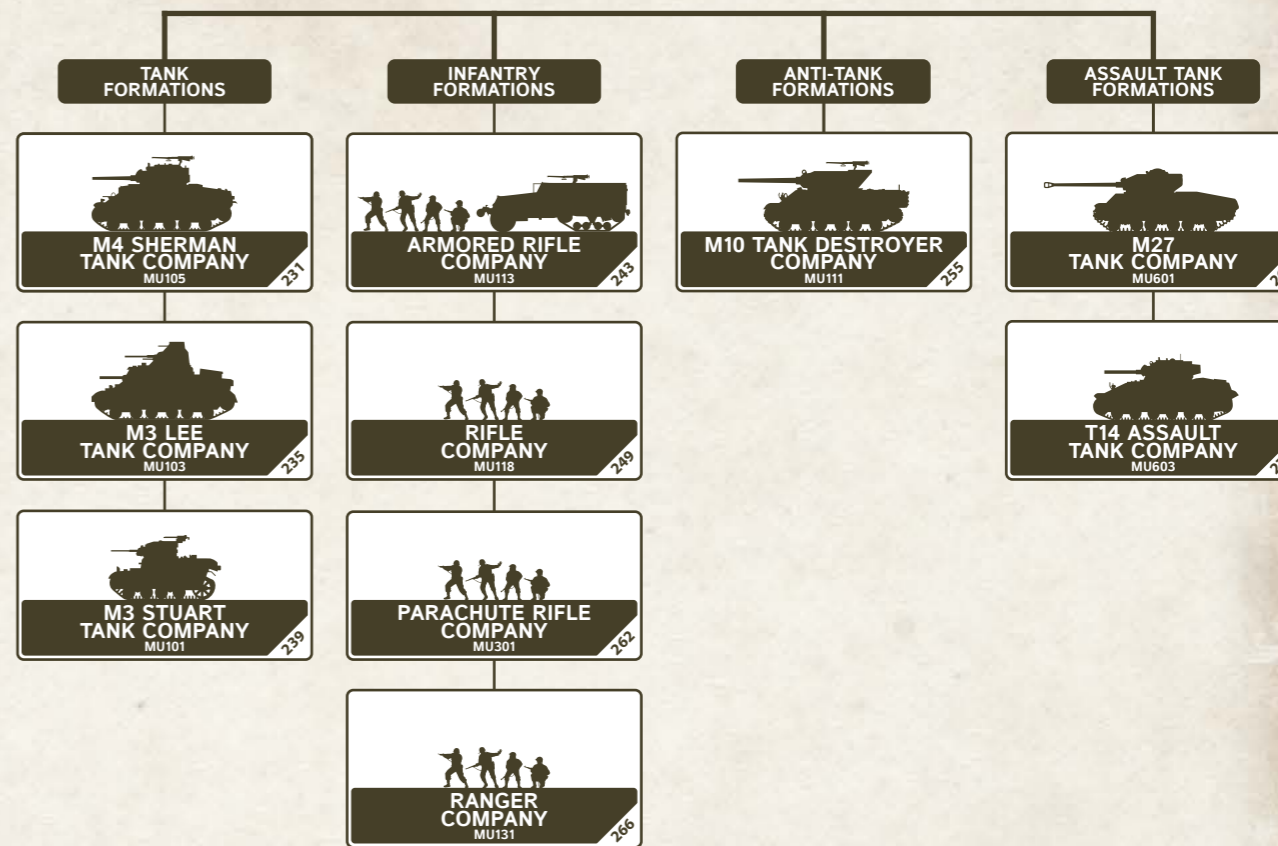 TANK
FORMATIONS
M4 SHERMAN
TANK COMPANY
MU105
231
M3 LEE
TANK COMPANY
MU103
235
M3 STUART
TANK COMPANY
MU101
239
INFANTRY
FORMATIONS
ARMORED RIFLE
COMPANY
MU113
243
RIFLE
COMPANY
MU118
249
PARACHUTE RIFLE
COMPANY
MU301
262
RANGER
COMPANY
MU131
266
ANTI-TANK
FORMATIONS
M10 TANK DESTROYER
COMPANY
MU111
255
ASSAULT TANK
FORMATIONS
M27
TANK COMPANY
MU601
T14 ASSAULT
TANK COMPANY
MU603